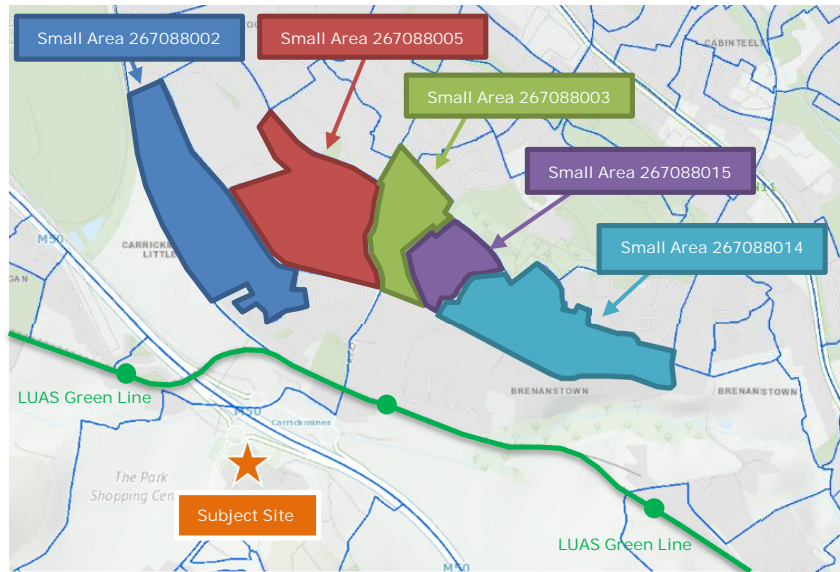 Small Area 267088002
Small Area 267088005
CABINTEELY
Small Area 267088003
Small Area 267088015
N11
M50
CARRICKMINES
LITTLE
Small Area 267088014
LUAS Green Line
BRENANSTOWN
BRENANSTOWN
M50
Carrickmines
The Park
Shopping Cen
Subject Site
LUAS Green Line
M50